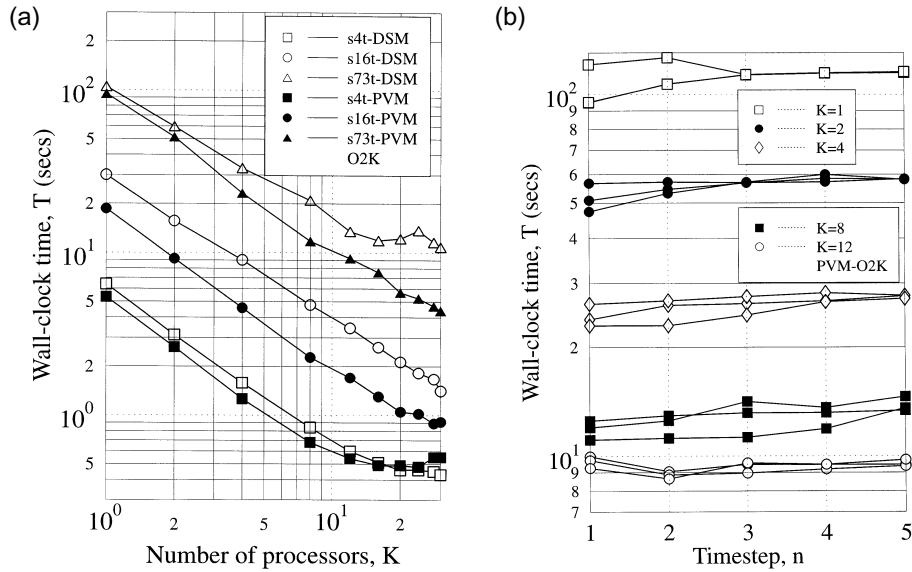 (a)
2
10²
5
2
10¹
5
2
10⁰
5
Wall-clock time, T (secs)
s4t-DSM
s16t-DSM
s73t-DSM
s4t-PVM
s16t-PVM
s73t-PVM
O2K
10⁰
2
5
10¹
2
Number of processors, K
(b)
10²
9
8
7
6
5
4
3
2
10¹
9
8
7
Wall-clock time, T (secs)
K=1
K=2
K=4
K=8
K=12
PVM-O2K
1
2
3
4
5
Timestep, n